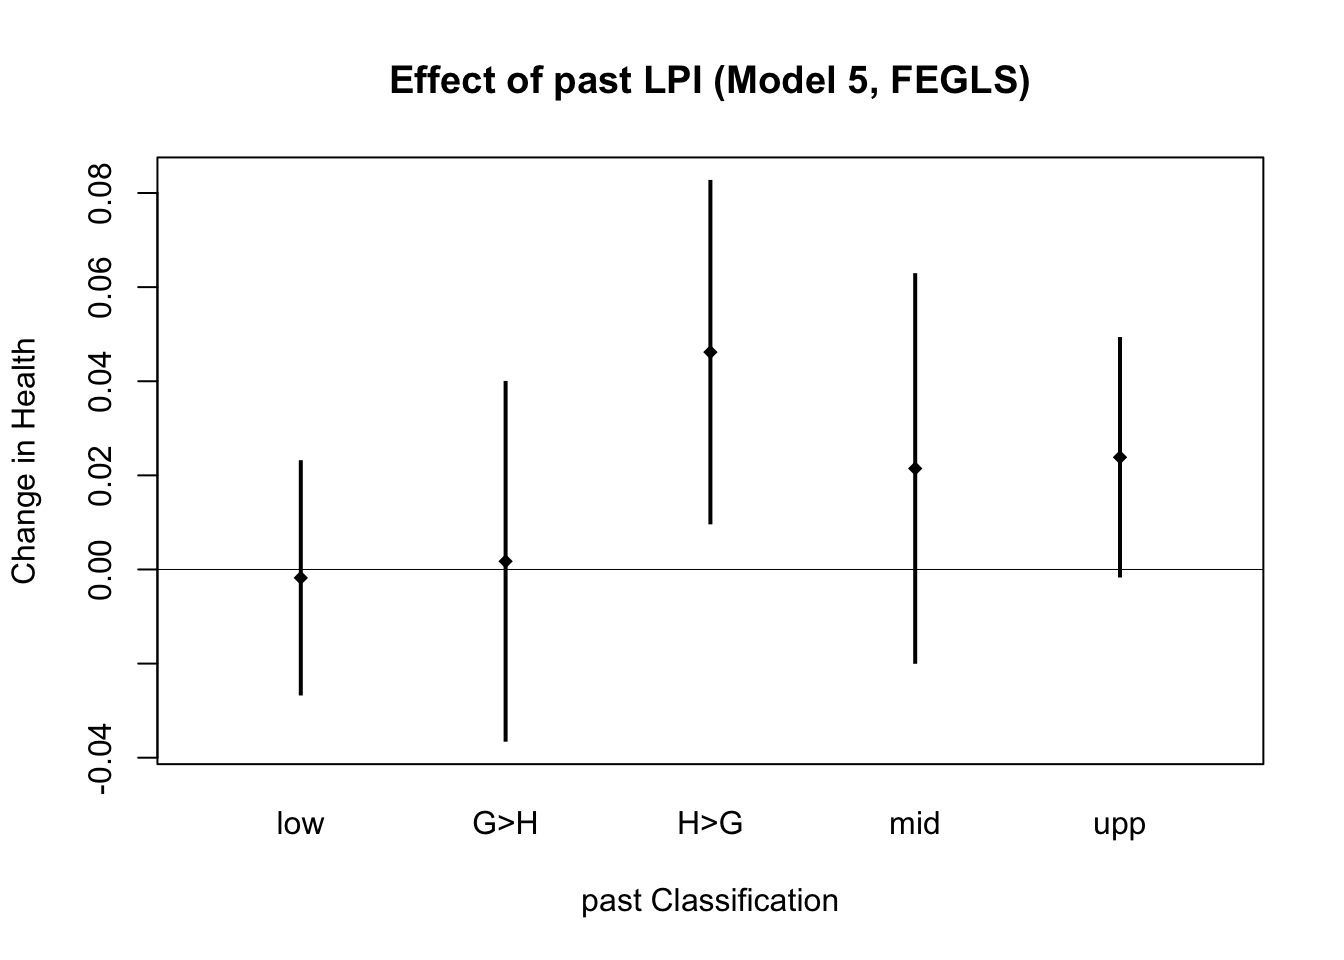 Effect of past LPI (Model 5, FEGLS)
Change in Health
0.08
0.06
0.04
0.02
0.00
-0.04
low G>H H>G mid upp
past Classification